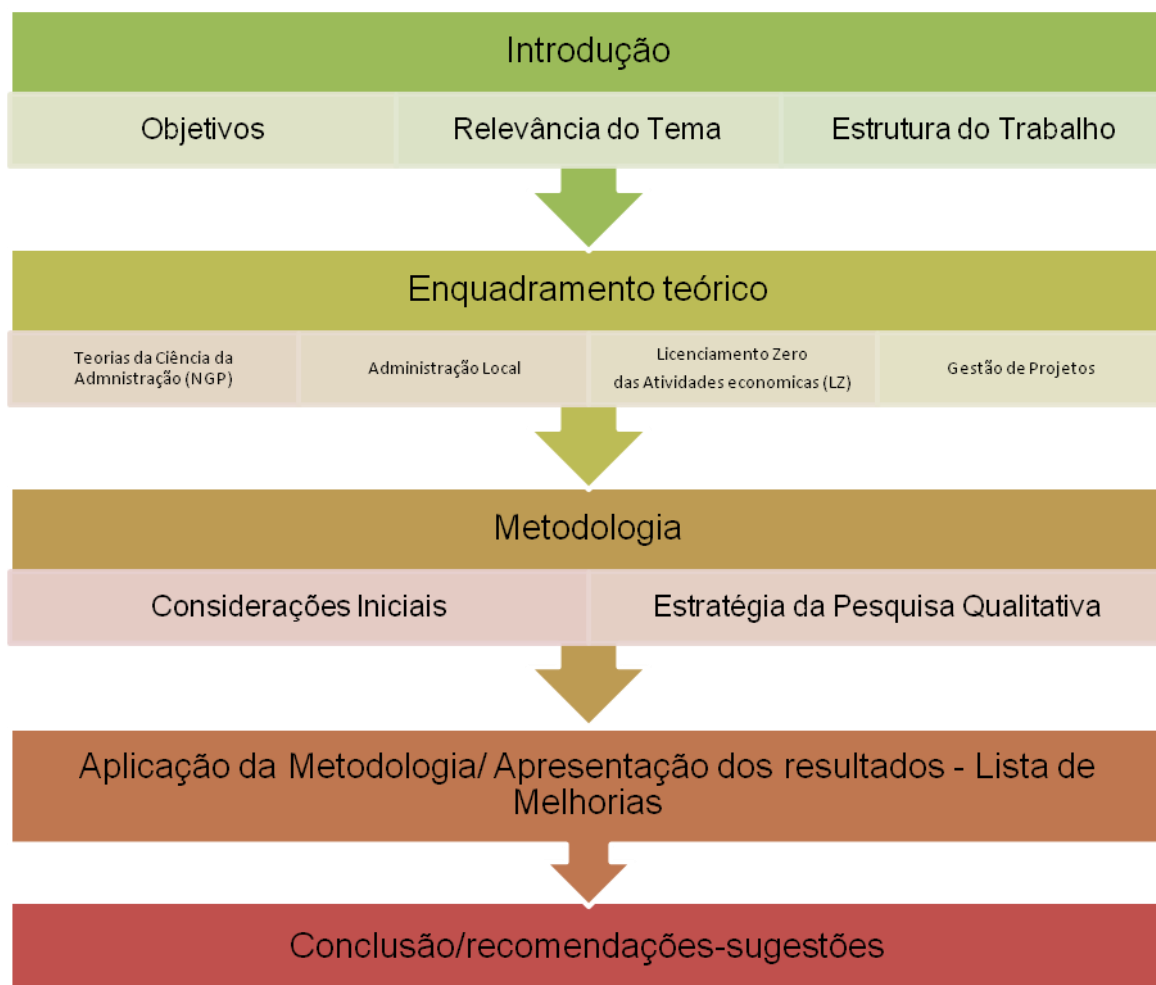 Introdução
Objetivos
Relevância do Tema
Estrutura do Trabalho
Enquadramento teórico
Teorias da Ciência da
Admnistração (NGP)
Administração Local
Licenciamento Zero
das Atividades economicas (LZ)
Gestão de Projetos
Metodologia
Considerações Iniciais
Estratégia da Pesquisa Qualitativa
Aplicação da Metodologia/ Apresentação dos resultados - Lista de
Melhorias
Conclusão/recomendações-sugestões